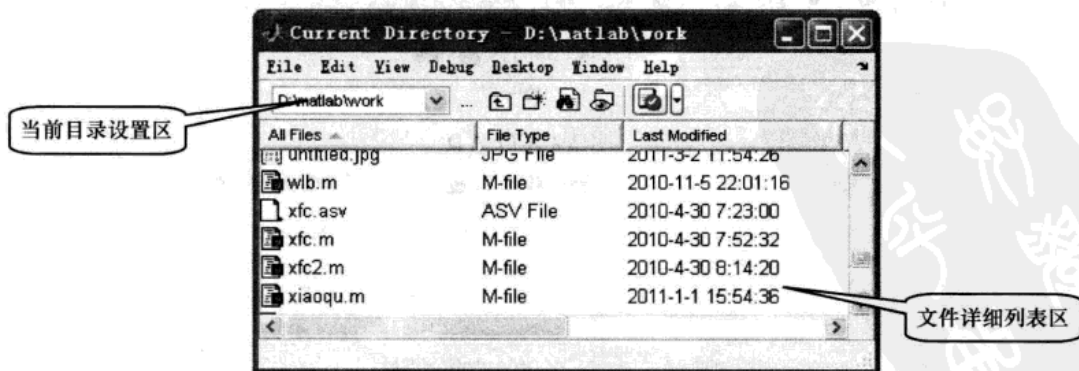 Current Directory - D:\matlab\work
File Edit View Debug Desktop Window Help
D:\matlab\work ...
当前目录设置区
All Files File Type Last Modified
untitled.jpg JPG File 2011-3-2 11:54:26
wlb.m M-file 2010-11-5 22:01:16
xfc.asv ASV File 2010-4-30 7:23:00
xfc.m M-file 2010-4-30 7:52:32
xfc2.m M-file 2010-4-30 8:14:20
xiaoqu.m M-file 2011-1-1 15:54:36
文件详细列表区